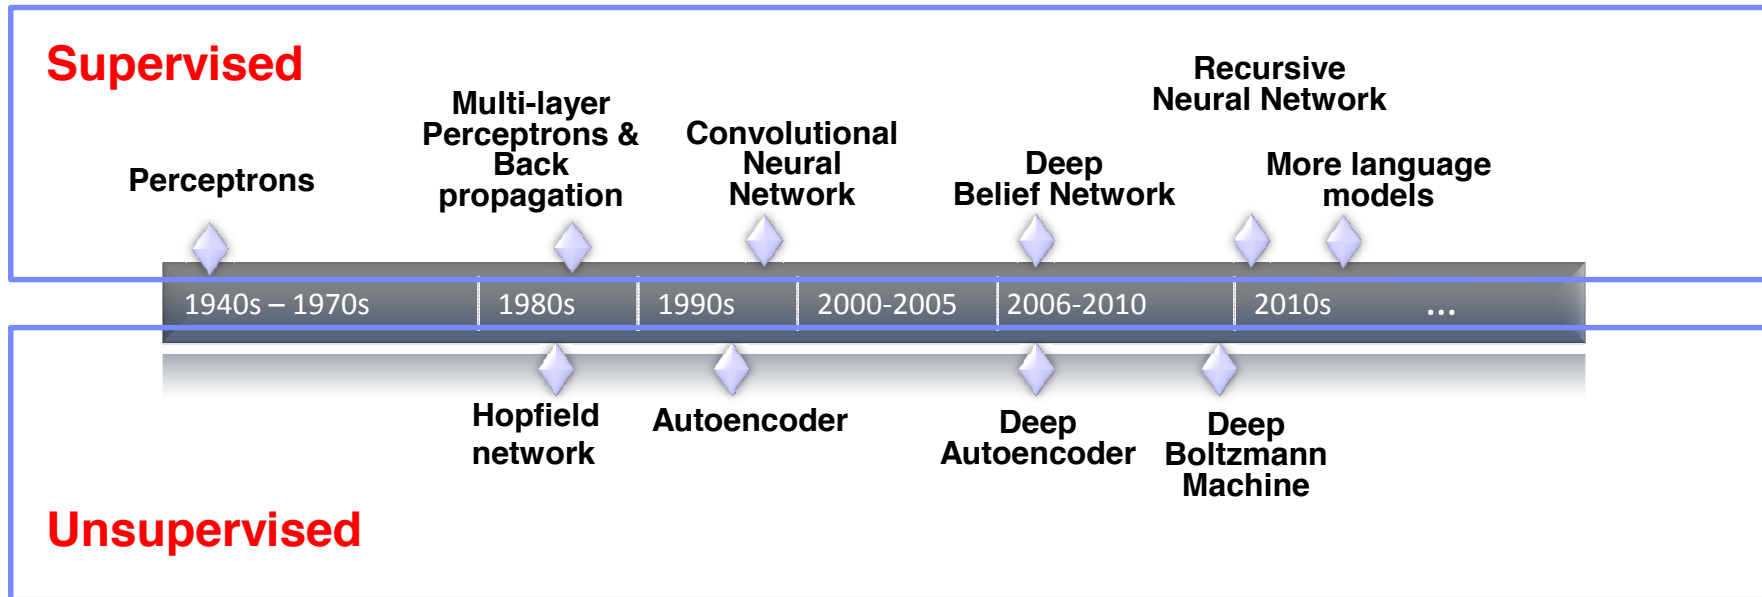 Supervised
Perceptrons
Multi-layer
Perceptrons &
Back
propagation
Convolutional
Neural
Network
Deep
Belief Network
Recursive
Neural Network
More language
models
1940s – 1970s
1980s
1990s
2000-2005
2006-2010
2010s
...
Hopfield
network
Autoencoder
Deep
Autoencoder
Deep
Boltzmann
Machine
Unsupervised